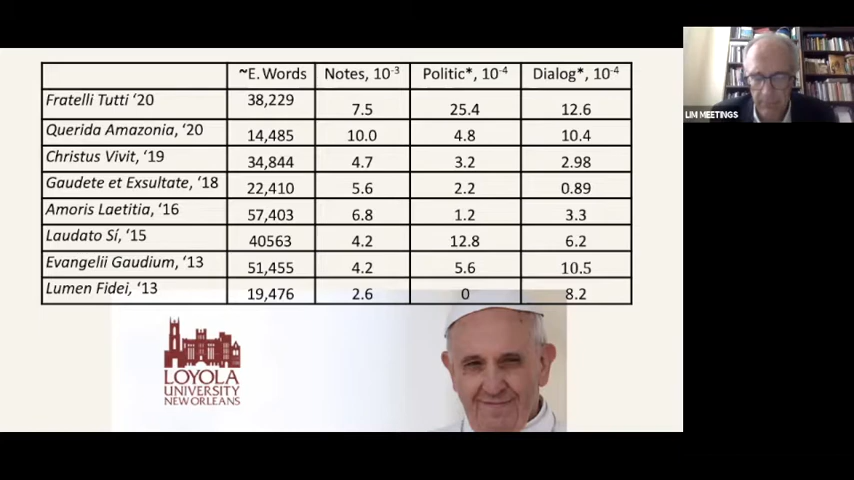 ~E. Words Notes, 10-3 Politic*, 10-4 Dialog*, 10-4
Fratelli Tutti ‘20 38,229 7.5 25.4 12.6
Querida Amazonia, ‘20 14,485 10.0 4.8 10.4
Christus Vivit, ‘19 34,844 4.7 3.2 2.98
Gaudete et Exsultate, ‘18 22,410 5.6 2.2 0.89
Amoris Laetitia, ‘16 57,403 6.8 1.2 3.3
Laudato Sí, ‘15 40563 4.2 12.8 6.2
Evangelii Gaudium, ‘13 51,455 4.2 5.6 10.5
Lumen Fidei, ‘13 19,476 2.6 0 8.2
LOYOLA
UNIVERSITY
NEW ORLEANS
LIM MEETINGS